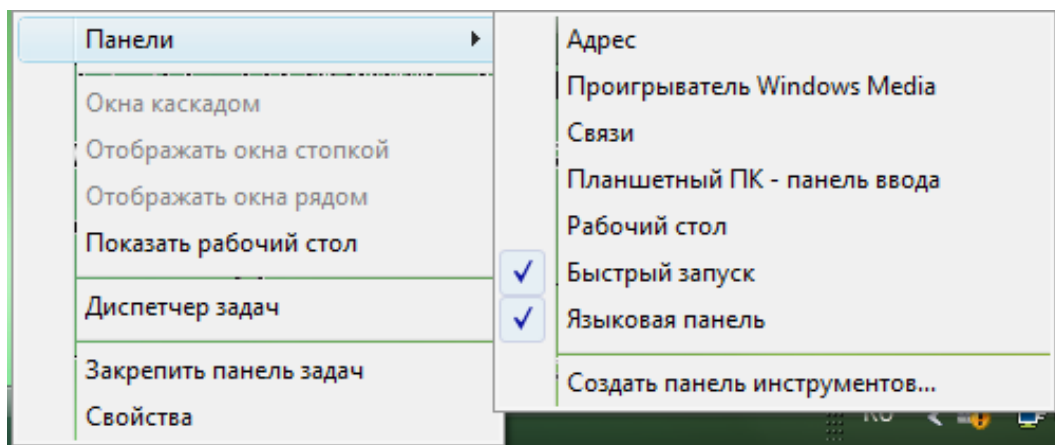 Панели
Окна каскадом
Отображать окна стопкой
Отображать окна рядом
Показать рабочий стол
Диспетчер задач
Закрепить панель задач
Свойства
Адрес
Проигрыватель Windows Media
Связи
Планшетный ПК - панель ввода
Рабочий стол
Быстрый запуск
Языковая панель
Создать панель инструментов...